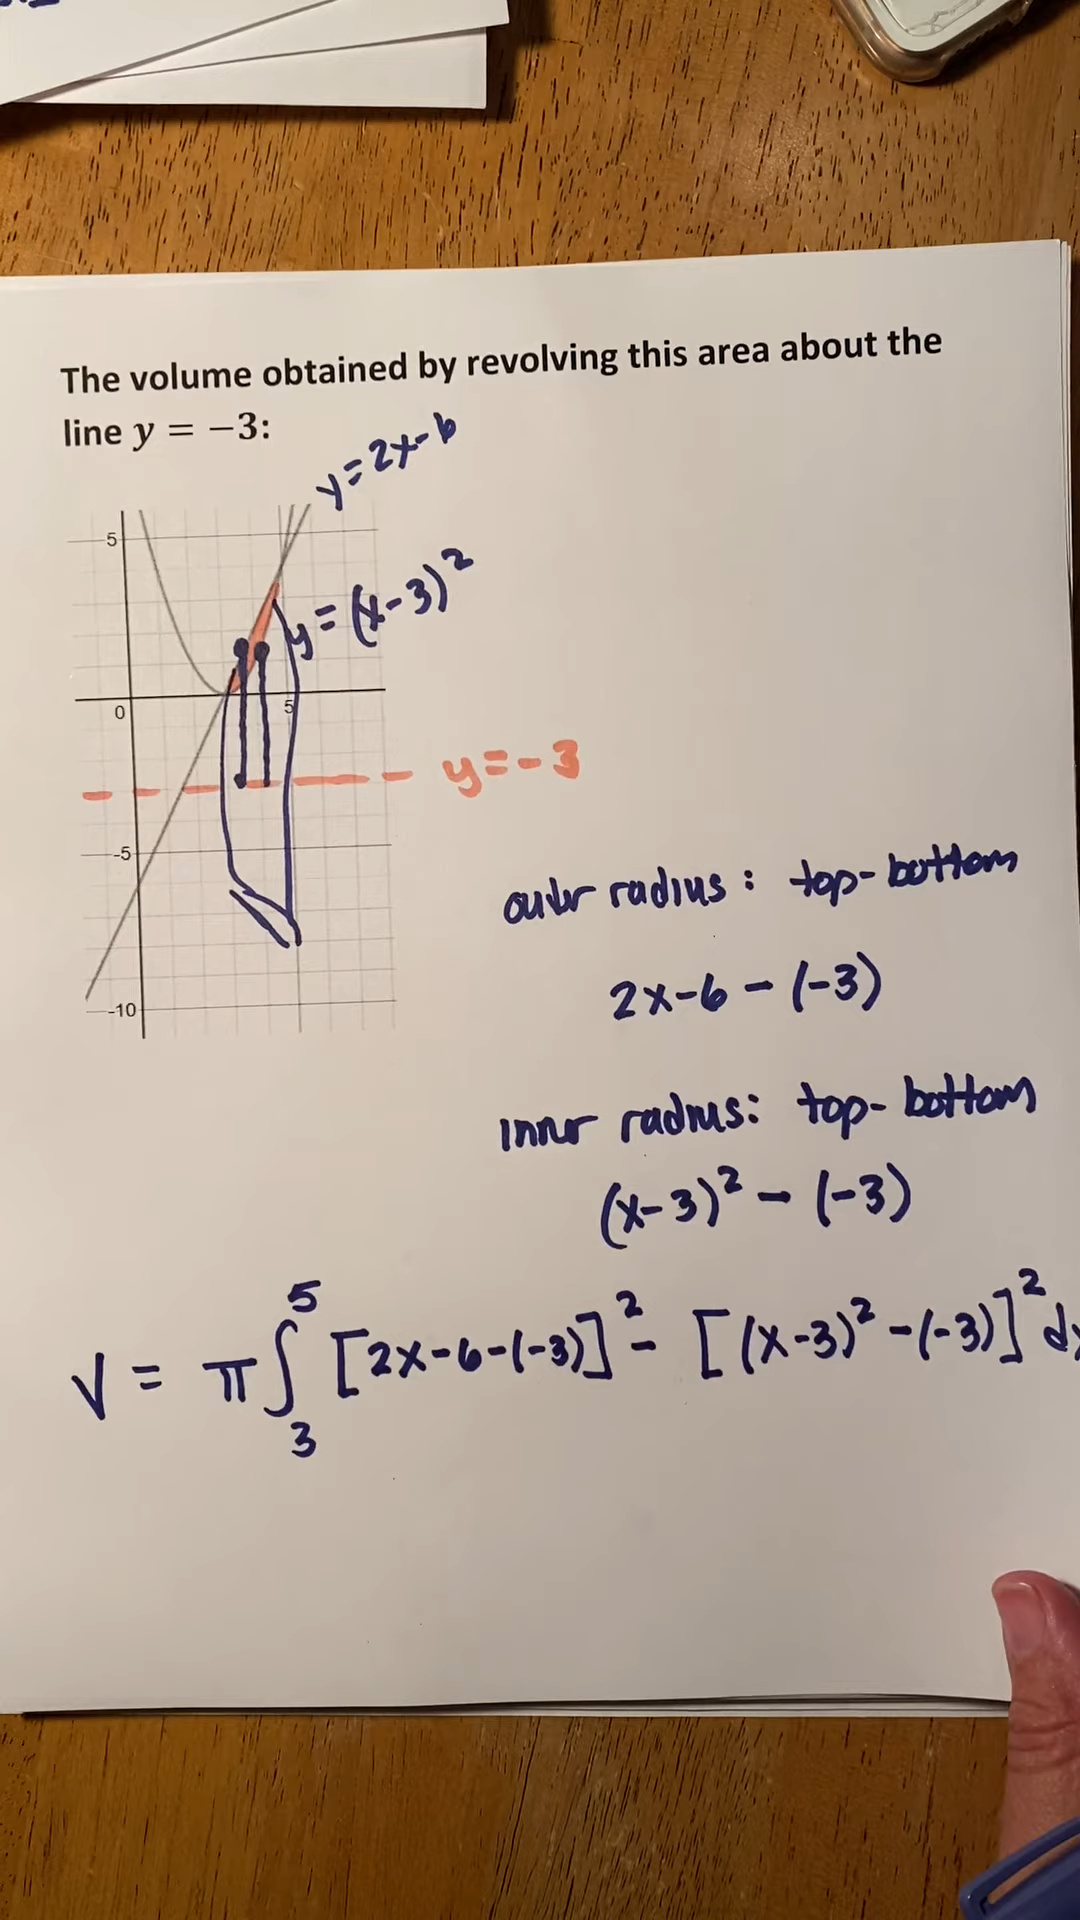 The volume obtained by revolving this area about the
line y = −3:
y=2x-6
5
y=(x-3)²
0
5
y=-3
-5
outer radius: top-bottom
2x-6-(-3)
-10
inner radius: top-bottom
(x-3)²-(-3)
V = π∫₃⁵ [2x-6-(-3)]² - [(x-3)²-(-3)]² dx